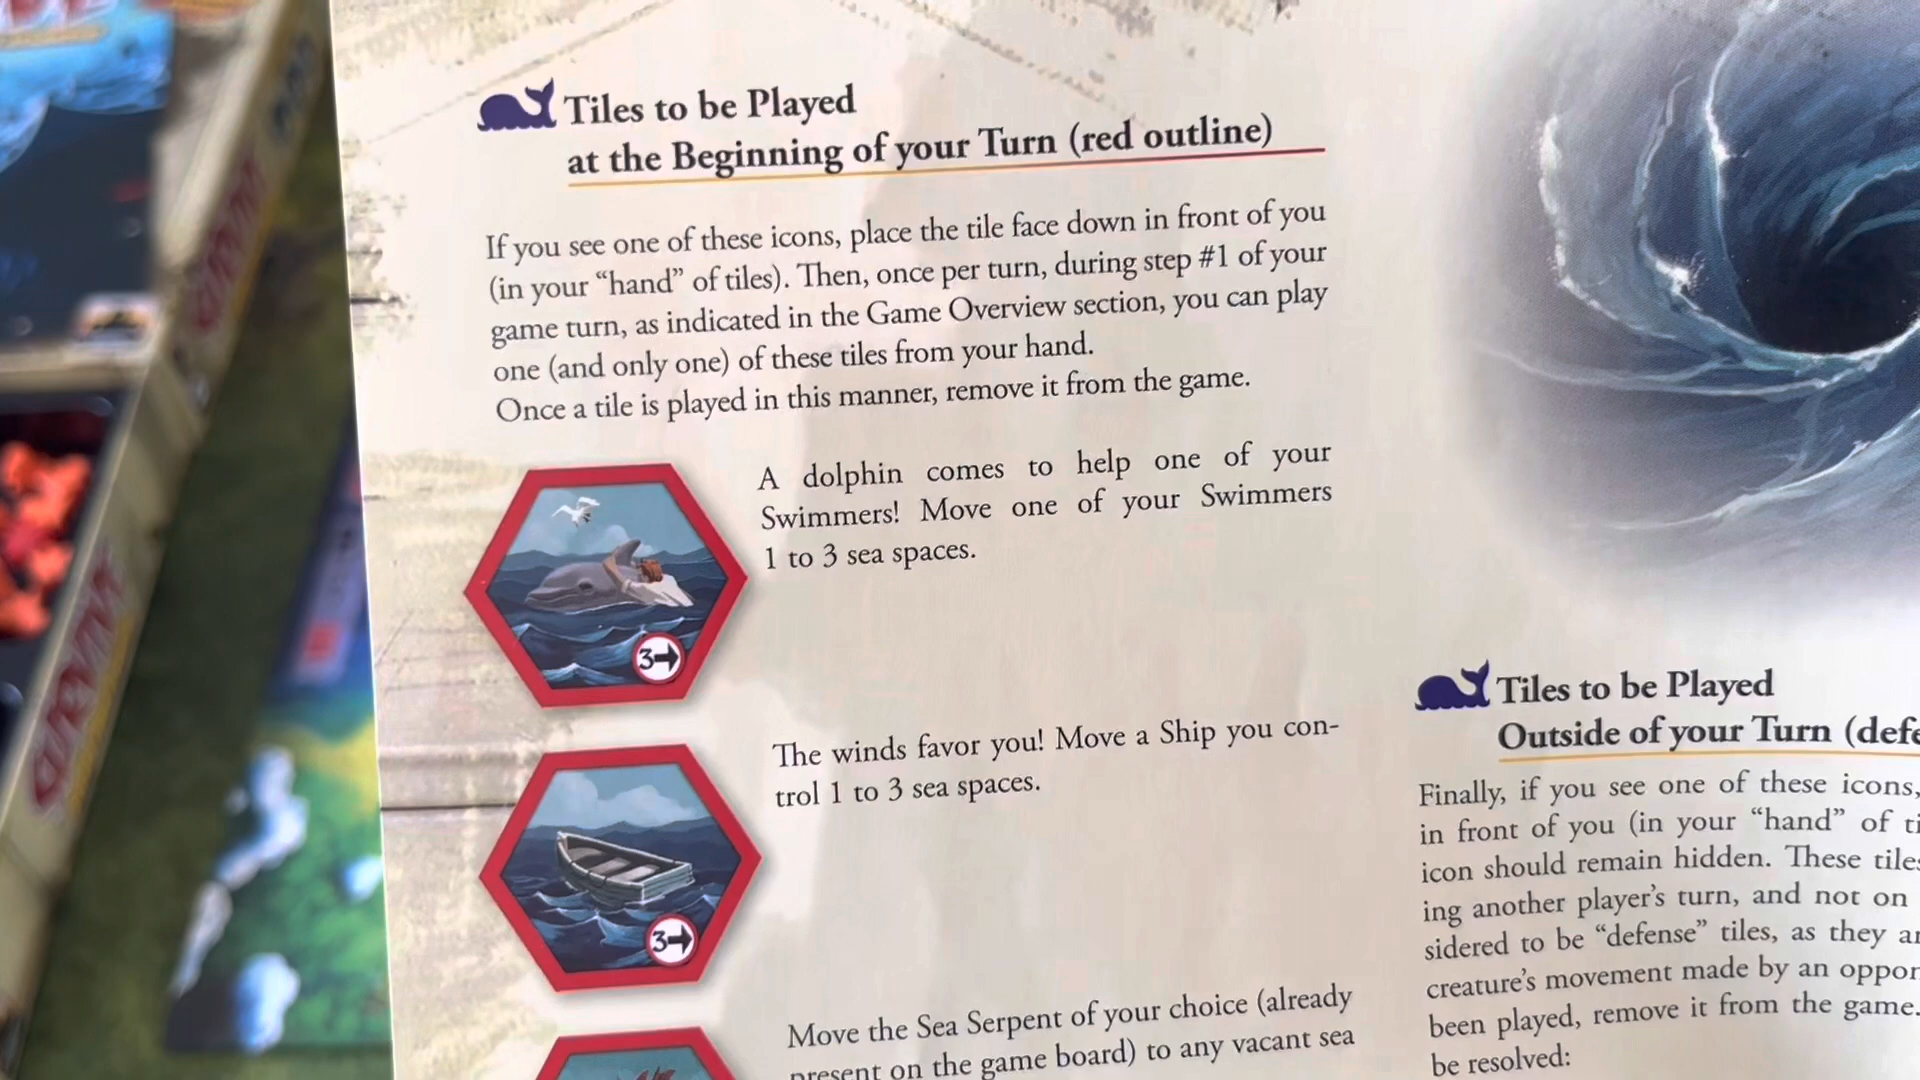 Tiles to be Played
at the Beginning of your Turn (red outline)
If you see one of these icons, place the tile face down in front of you
(in your “hand” of tiles). Then, once per turn, during step #1 of your
game turn, as indicated in the Game Overview section, you can play
one (and only one) of these tiles from your hand.
Once a tile is played in this manner, remove it from the game.
A dolphin comes to help one of your
Swimmers! Move one of your Swimmers
1 to 3 sea spaces.
3
The winds favor you! Move a Ship you con-
trol 1 to 3 sea spaces.
3
Move the Sea Serpent of your choice (already
present on the game board) to any vacant sea
Tiles to be Played
Outside of your Turn (defe
Finally, if you see one of these icons,
in front of you (in your “hand” of ti
icon should remain hidden. These tiles
ing another player’s turn, and not on
sidered to be “defense” tiles, as they ar
creature’s movement made by an oppor
been played, remove it from the game.
be resolved: